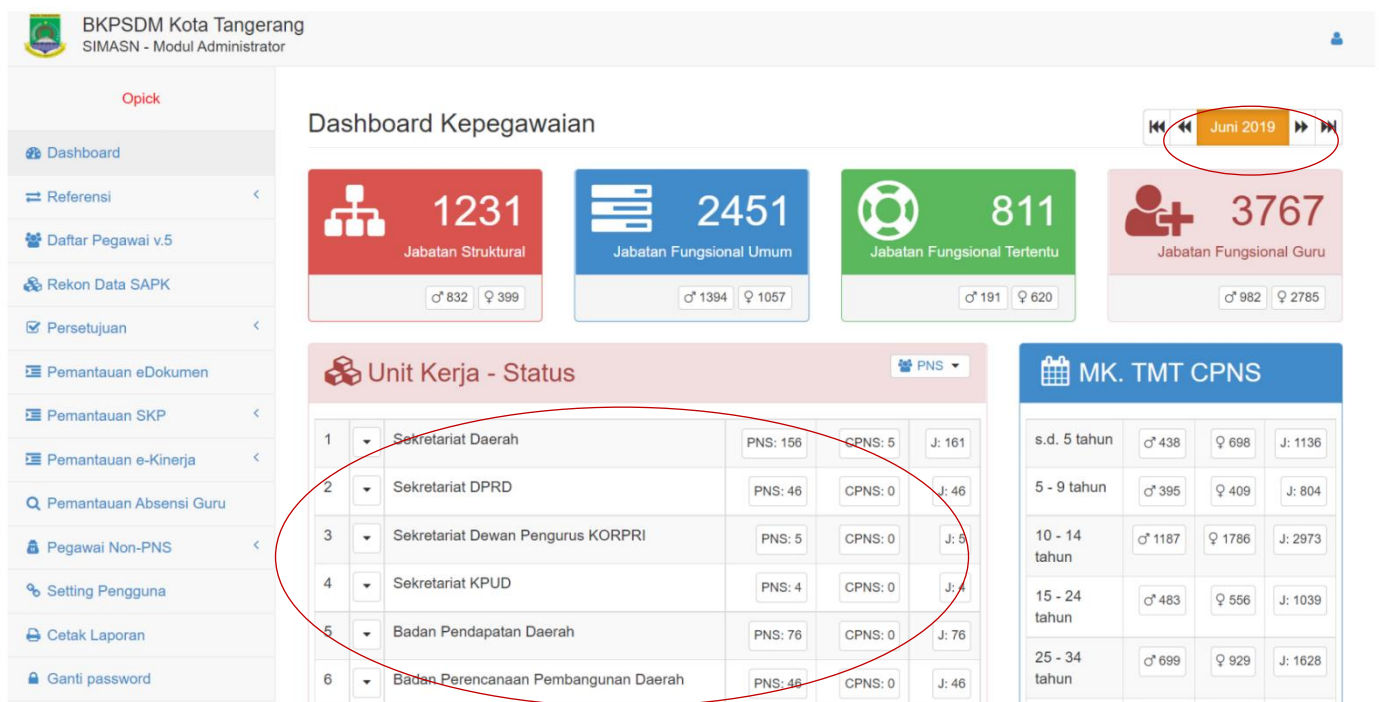 BKPSDM Kota Tangerang
SIMASN - Modul Administrator
Opick
Dashboard
Referensi
Daftar Pegawai v.5
Rekon Data SAPK
Persetujuan
Pemantauan eDokumen
Pemantauan SKP
Pemantauan e-Kinerja
Pemantauan Absensi Guru
Pegawai Non-PNS
Setting Pengguna
Cetak Laporan
Ganti password
Dashboard Kepegawaian
Juni 2019
1231
Jabatan Struktural
♂ 832 ♀ 399
2451
Jabatan Fungsional Umum
♂ 1394 ♀ 1057
811
Jabatan Fungsional Tertentu
♂ 191 ♀ 620
3767
Jabatan Fungsional Guru
♂ 982 ♀ 2785
Unit Kerja - Status
PNS
1 Sekretariat Daerah PNS: 156 CPNS: 5 J: 161
2 Sekretariat DPRD PNS: 46 CPNS: 0 J: 46
3 Sekretariat Dewan Pengurus KORPRI PNS: 5 CPNS: 0 J: 5
4 Sekretariat KPUD PNS: 4 CPNS: 0 J: 4
5 Badan Pendapatan Daerah PNS: 76 CPNS: 0 J: 76
6 Badan Perencanaan Pembangunan Daerah PNS: 46 CPNS: 0 J: 46
MK. TMT CPNS
s.d. 5 tahun ♂ 438 ♀ 698 J: 1136
5 - 9 tahun ♂ 395 ♀ 409 J: 804
10 - 14 ♂ 1187 ♀ 1786 J: 2973
tahun
15 - 24 ♂ 483 ♀ 556 J: 1039
tahun
25 - 34 ♂ 699 ♀ 929 J: 1628
tahun